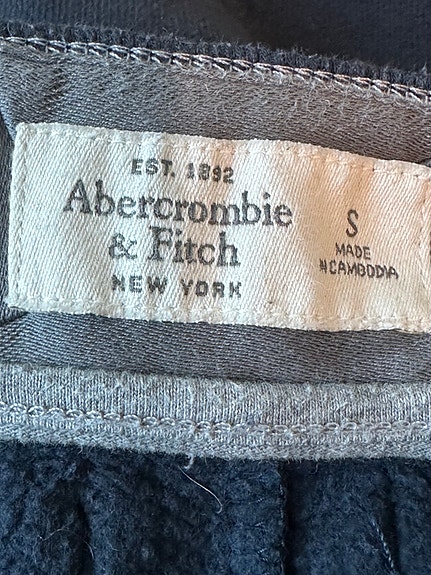 EST. 1892
Abercrombie
& Fitch
NEW YORK
S
MADE
IN CAMBODIA